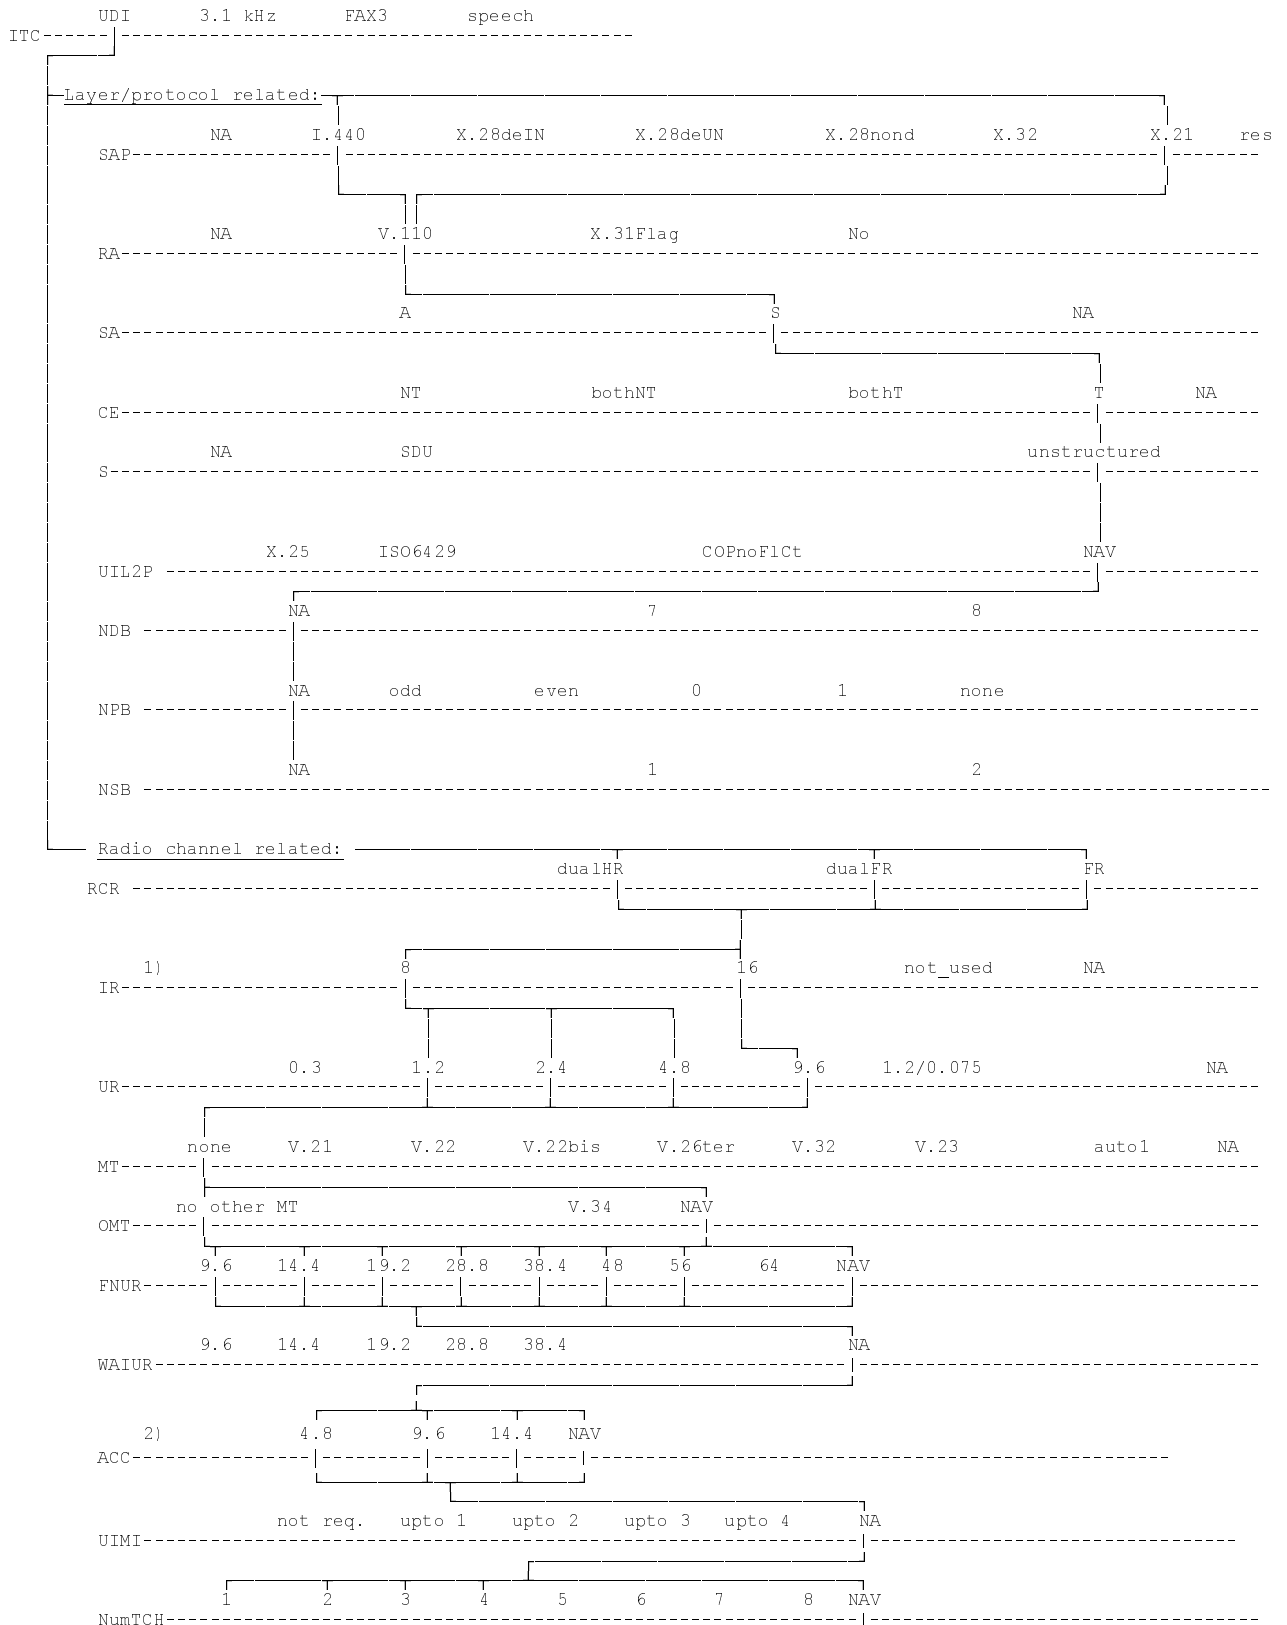 UDI 3.1 kHz FAX3 speech
ITC
Layer/protocol related:
NA I.440 X.28deIN X.28deUN X.28nond X.32 X.21 res
SAP
NA V.110 X.31Flag No
RA
A S NA
SA
NT bothNT bothT T NA
CE
NA SDU unstructured
S
X.25 ISO6429 COPnoFlCt NAV
UIL2P
NA 7 8
NDB
NA odd even 0 1 none
NPB
NA 1 2
NSB
Radio channel related:
dualHR dualFR FR
RCR
1) 8 16 not_used NA
IR
0.3 1.2 2.4 4.8 9.6 1.2/0.075 NA
UR
none V.21 V.22 V.22bis V.26ter V.32 V.23 auto1 NA
MT
no other MT V.34 NAV
OMT
9.6 14.4 19.2 28.8 38.4 48 56 64 NAV
FNUR
9.6 14.4 19.2 28.8 38.4 NA
WAIUR
2) 4.8 9.6 14.4 NAV
ACC
not req. upto 1 upto 2 upto 3 upto 4 NA
UIMI
1 2 3 4 5 6 7 8 NAV
NumTCH